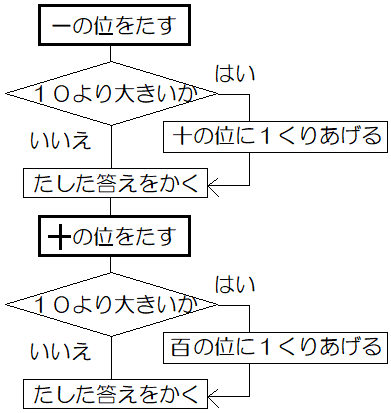 一の位をたす
１０より大きいか
はい
いいえ
十の位に１くりあげる
たした答えをかく
十の位をたす
１０より大きいか
はい
いいえ
百の位に１くりあげる
たした答えをかく